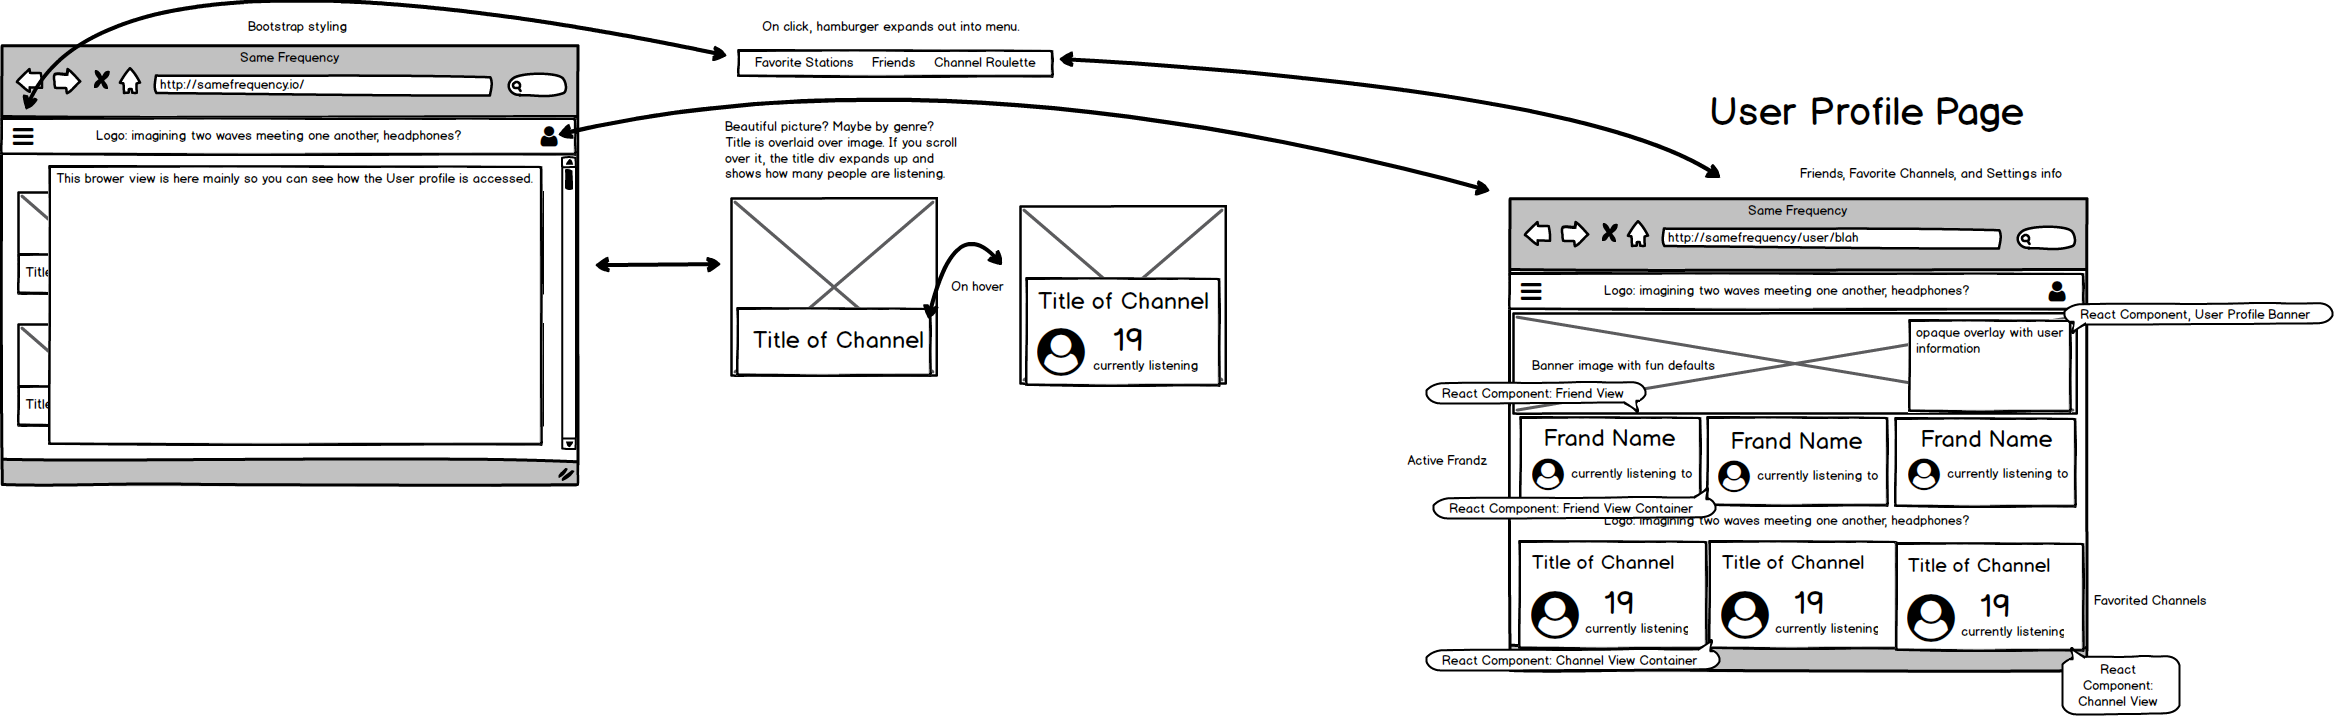 Bootstrap styling
Same Frequency
http://samefrequency.io/
Logo: imagining two waves meeting one another, headphones?
This brower view is here mainly so you can see how the User profile is accessed.
Title
Title
On click, hamburger expands out into menu.
Favorite Stations Friends Channel Roulette
Beautiful picture? Maybe by genre?
Title is overlaid over image. If you scroll
over it, the title div expands up and
shows how many people are listening.
Title of Channel
On hover
Title of Channel
19
currently listening
User Profile Page
Friends, Favorite Channels, and Settings info
Same Frequency
http://samefrequency/user/blah
Logo: imagining two waves meeting one another, headphones?
React Component, User Profile Banner
opaque overlay with user
information
Banner image with fun defaults
React Component: Friend View
Active Frandz
Frand Name
currently listening to
Frand Name
currently listening to
Frand Name
currently listening to
React Component: Friend View Container
Logo: imagining two waves meeting one another, headphones?
Title of Channel
19
currently listening
Title of Channel
19
currently listening
Title of Channel
19
currently listening
Favorited Channels
React Component: Channel View Container
React
Component:
Channel View